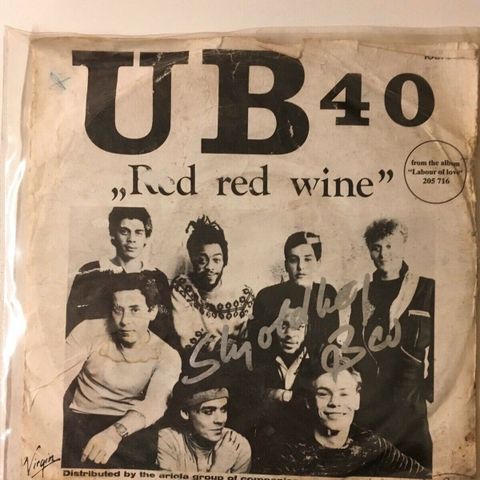 UB40
„Red red wine”
from the album
"Labour of love"
205 716
Virgin
Distributed by the ariola group of companies